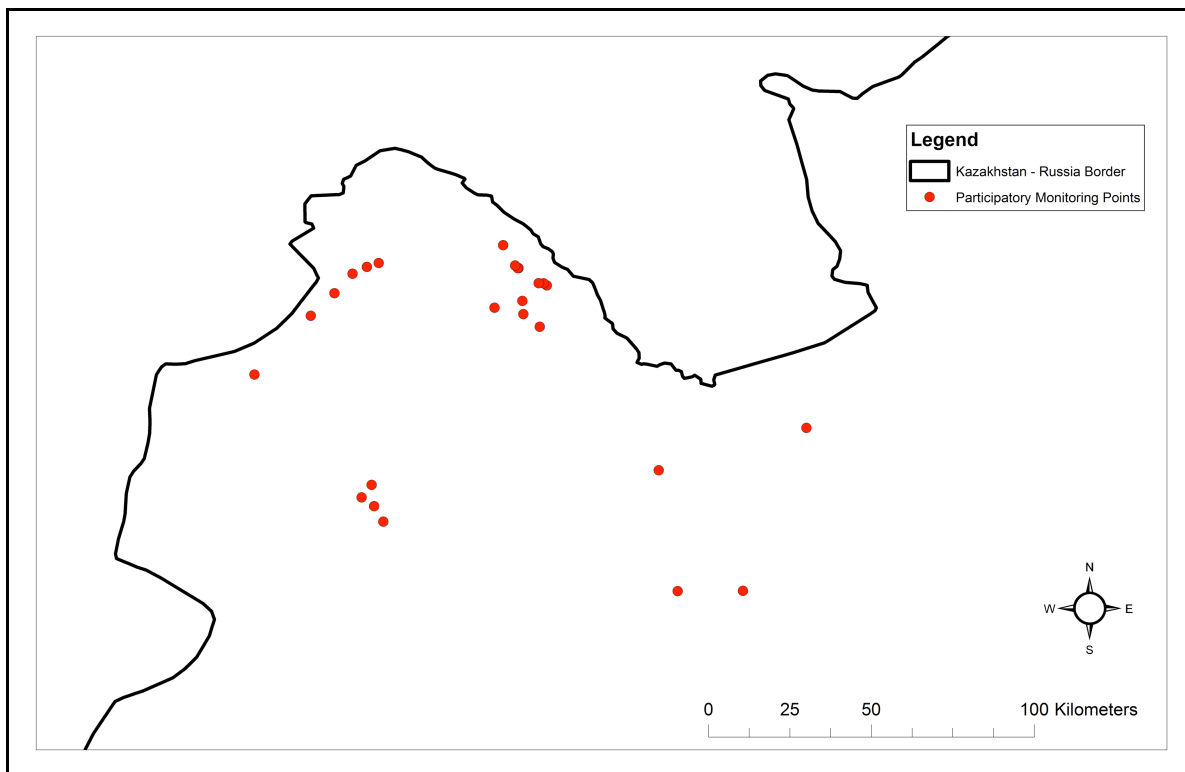 Legend
Kazakhstan - Russia Border
Participatory Monitoring Points
N
W E
S
0 25 50 100 Kilometers